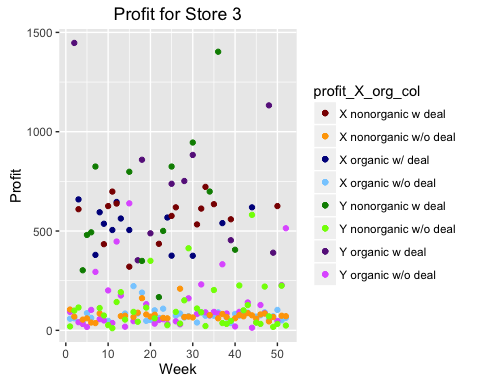 Profit for Store 3
1500
1000
500
0
Profit
0
10
20
30
40
50
Week
profit_X_org_col
X nonorganic w deal
X nonorganic w/o deal
X organic w/ deal
X organic w/o deal
Y nonorganic w deal
Y nonorganic w/o deal
Y organic w deal
Y organic w/o deal